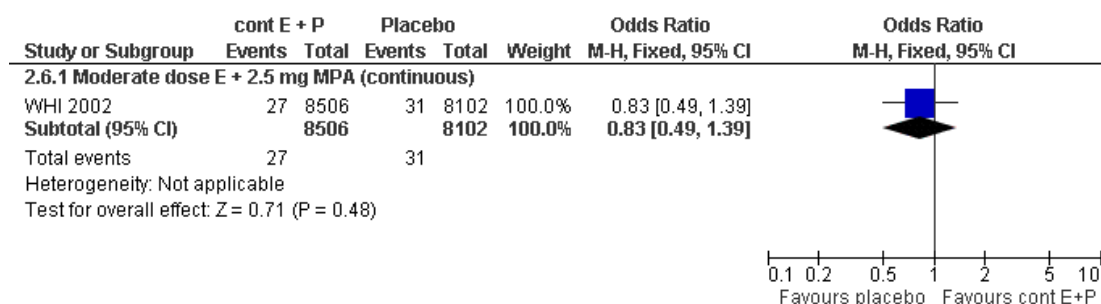 cont E + P Placebo Odds Ratio Odds Ratio
Study or Subgroup Events Total Events Total Weight M-H, Fixed, 95% CI M-H, Fixed, 95% CI
2.6.1 Moderate dose E + 2.5 mg MPA (continuous)
WHI 2002 27 8506 31 8102 100.0% 0.83 [0.49, 1.39]
Subtotal (95% CI) 8506 8102 100.0% 0.83 [0.49, 1.39]
Total events 27 31
Heterogeneity: Not applicable
Test for overall effect: Z = 0.71 (P = 0.48)
0.1 0.2 0.5 1 2 5 10
Favours placebo Favours cont E+P